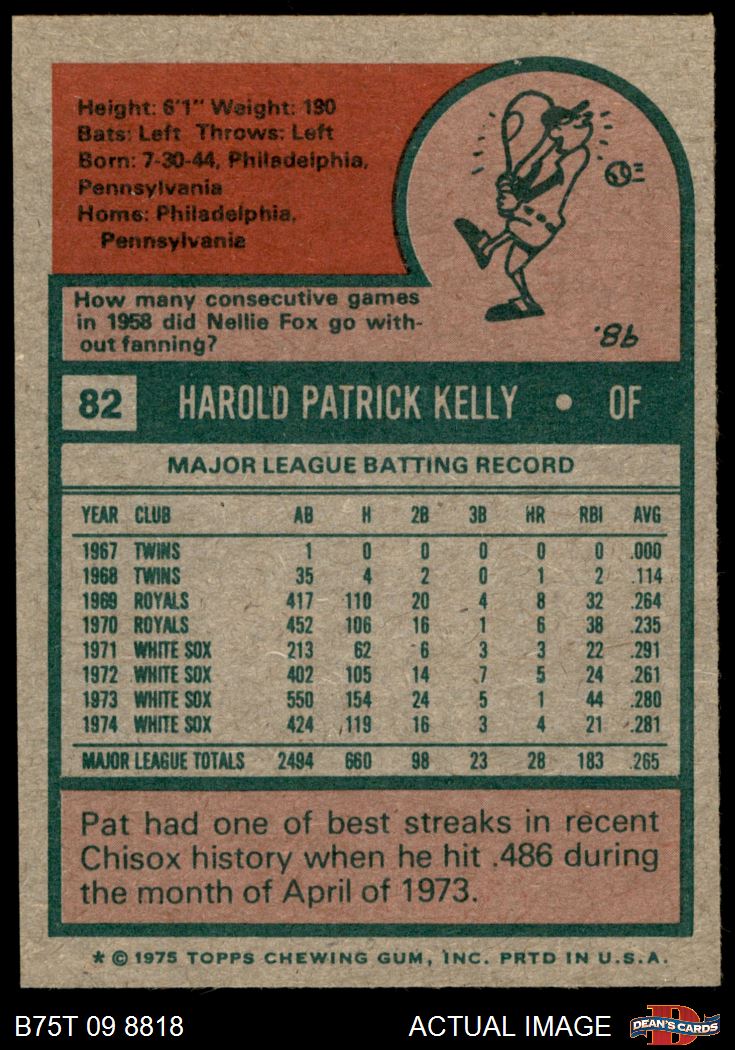 Height: 6'1" Weight: 190
Bats: Left Throws: Left
Born: 7-30-44, Philadelphia,
Pennsylvania
Home: Philadelphia,
Pennsylvania
How many consecutive games
in 1958 did Nellie Fox go with-
out fanning?
98.
82 HAROLD PATRICK KELLY • OF
MAJOR LEAGUE BATTING RECORD
YEAR CLUB AB H 2B 3B HR RBI AVG
1967 TWINS 1 0 0 0 0 0 .000
1968 TWINS 35 4 2 0 1 2 .114
1969 ROYALS 417 110 20 4 8 32 .264
1970 ROYALS 452 106 16 1 6 38 .235
1971 WHITE SOX 213 62 6 3 3 22 .291
1972 WHITE SOX 402 105 14 7 5 24 .261
1973 WHITE SOX 550 154 24 5 1 44 .280
1974 WHITE SOX 424 119 16 3 4 21 .281
MAJOR LEAGUE TOTALS 2494 660 98 23 28 183 .265
Pat had one of best streaks in recent
Chisox history when he hit .486 during
the month of April of 1973.
* © 1975 TOPPS CHEWING GUM, INC. PRTD IN U.S.A.
B75T 09 8818 ACTUAL IMAGE D DEAN'S CARDS